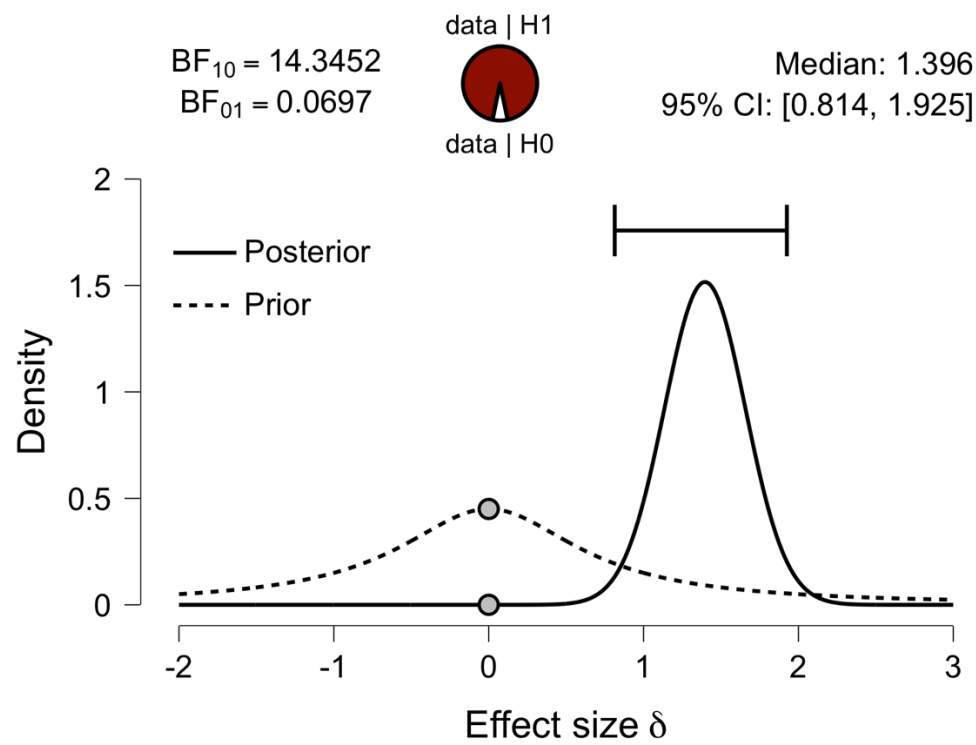 data | H1
BF₁₀ = 14.3452
BF₀₁ = 0.0697
Median: 1.396
95% CI: [0.814, 1.925]
data | H0
Posterior
Prior
Density
2
1.5
1
0.5
0
-2 -1 0 1 2 3
Effect size δ